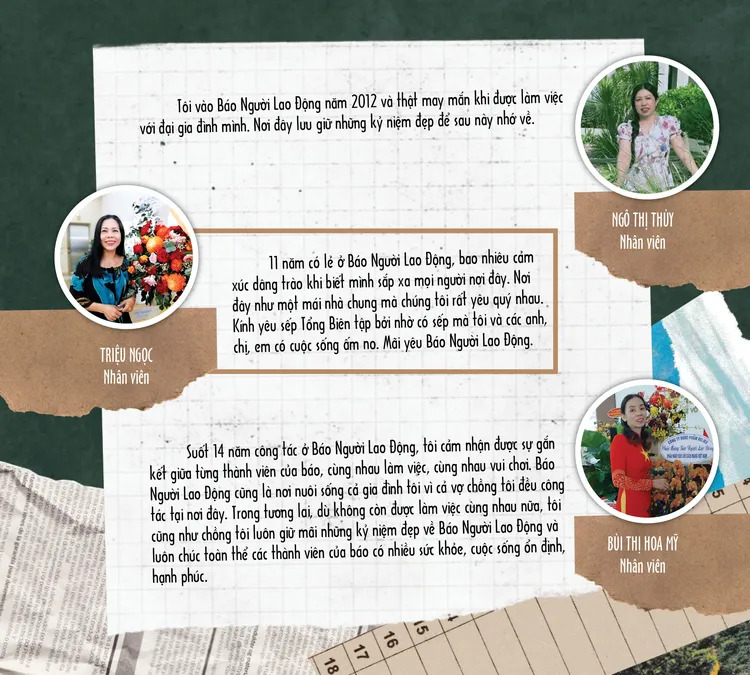 Tôi vào Báo Người Lao Động năm 2012 và thật may mắn khi được làm việc
với đại gia đình mình. Nơi đây lưu giữ những kỷ niệm đẹp để sau này nhớ về.
NGÔ THỊ THỦY
Nhân viên
11 năm có lẻ ở Báo Người Lao Động, bao nhiêu cảm
xúc dâng trào khi biết mình sắp xa mọi người nơi đây. Nơi
đây như một mái nhà chung mà chúng tôi rất yêu quý nhau.
Kính yêu sếp Tổng Biên tập bởi nhờ có sếp mà tôi và các anh,
chị, em có cuộc sống ấm no. Mãi yêu Báo Người Lao Động.
TRIỆU NGỌC
Nhân viên
Suốt 14 năm công tác ở Báo Người Lao Động, tôi cảm nhận được sự gắn
kết giữa từng thành viên của báo, cùng nhau làm việc, cùng nhau vui chơi. Báo
Người Lao Động cũng là nơi nuôi sống cả gia đình tôi vì cả vợ chồng tôi đều công
tác tại nơi đây. Trong tương lai, dù không còn được làm việc cùng nhau nữa, tôi
cũng như chồng tôi luôn giữ mãi những kỷ niệm đẹp về Báo Người Lao Động và
luôn chúc toàn thể các thành viên của báo có nhiều sức khỏe, cuộc sống ổn định,
hạnh phúc.
BÙI THỊ HOA MỸ
Nhân viên
15
16
17
18